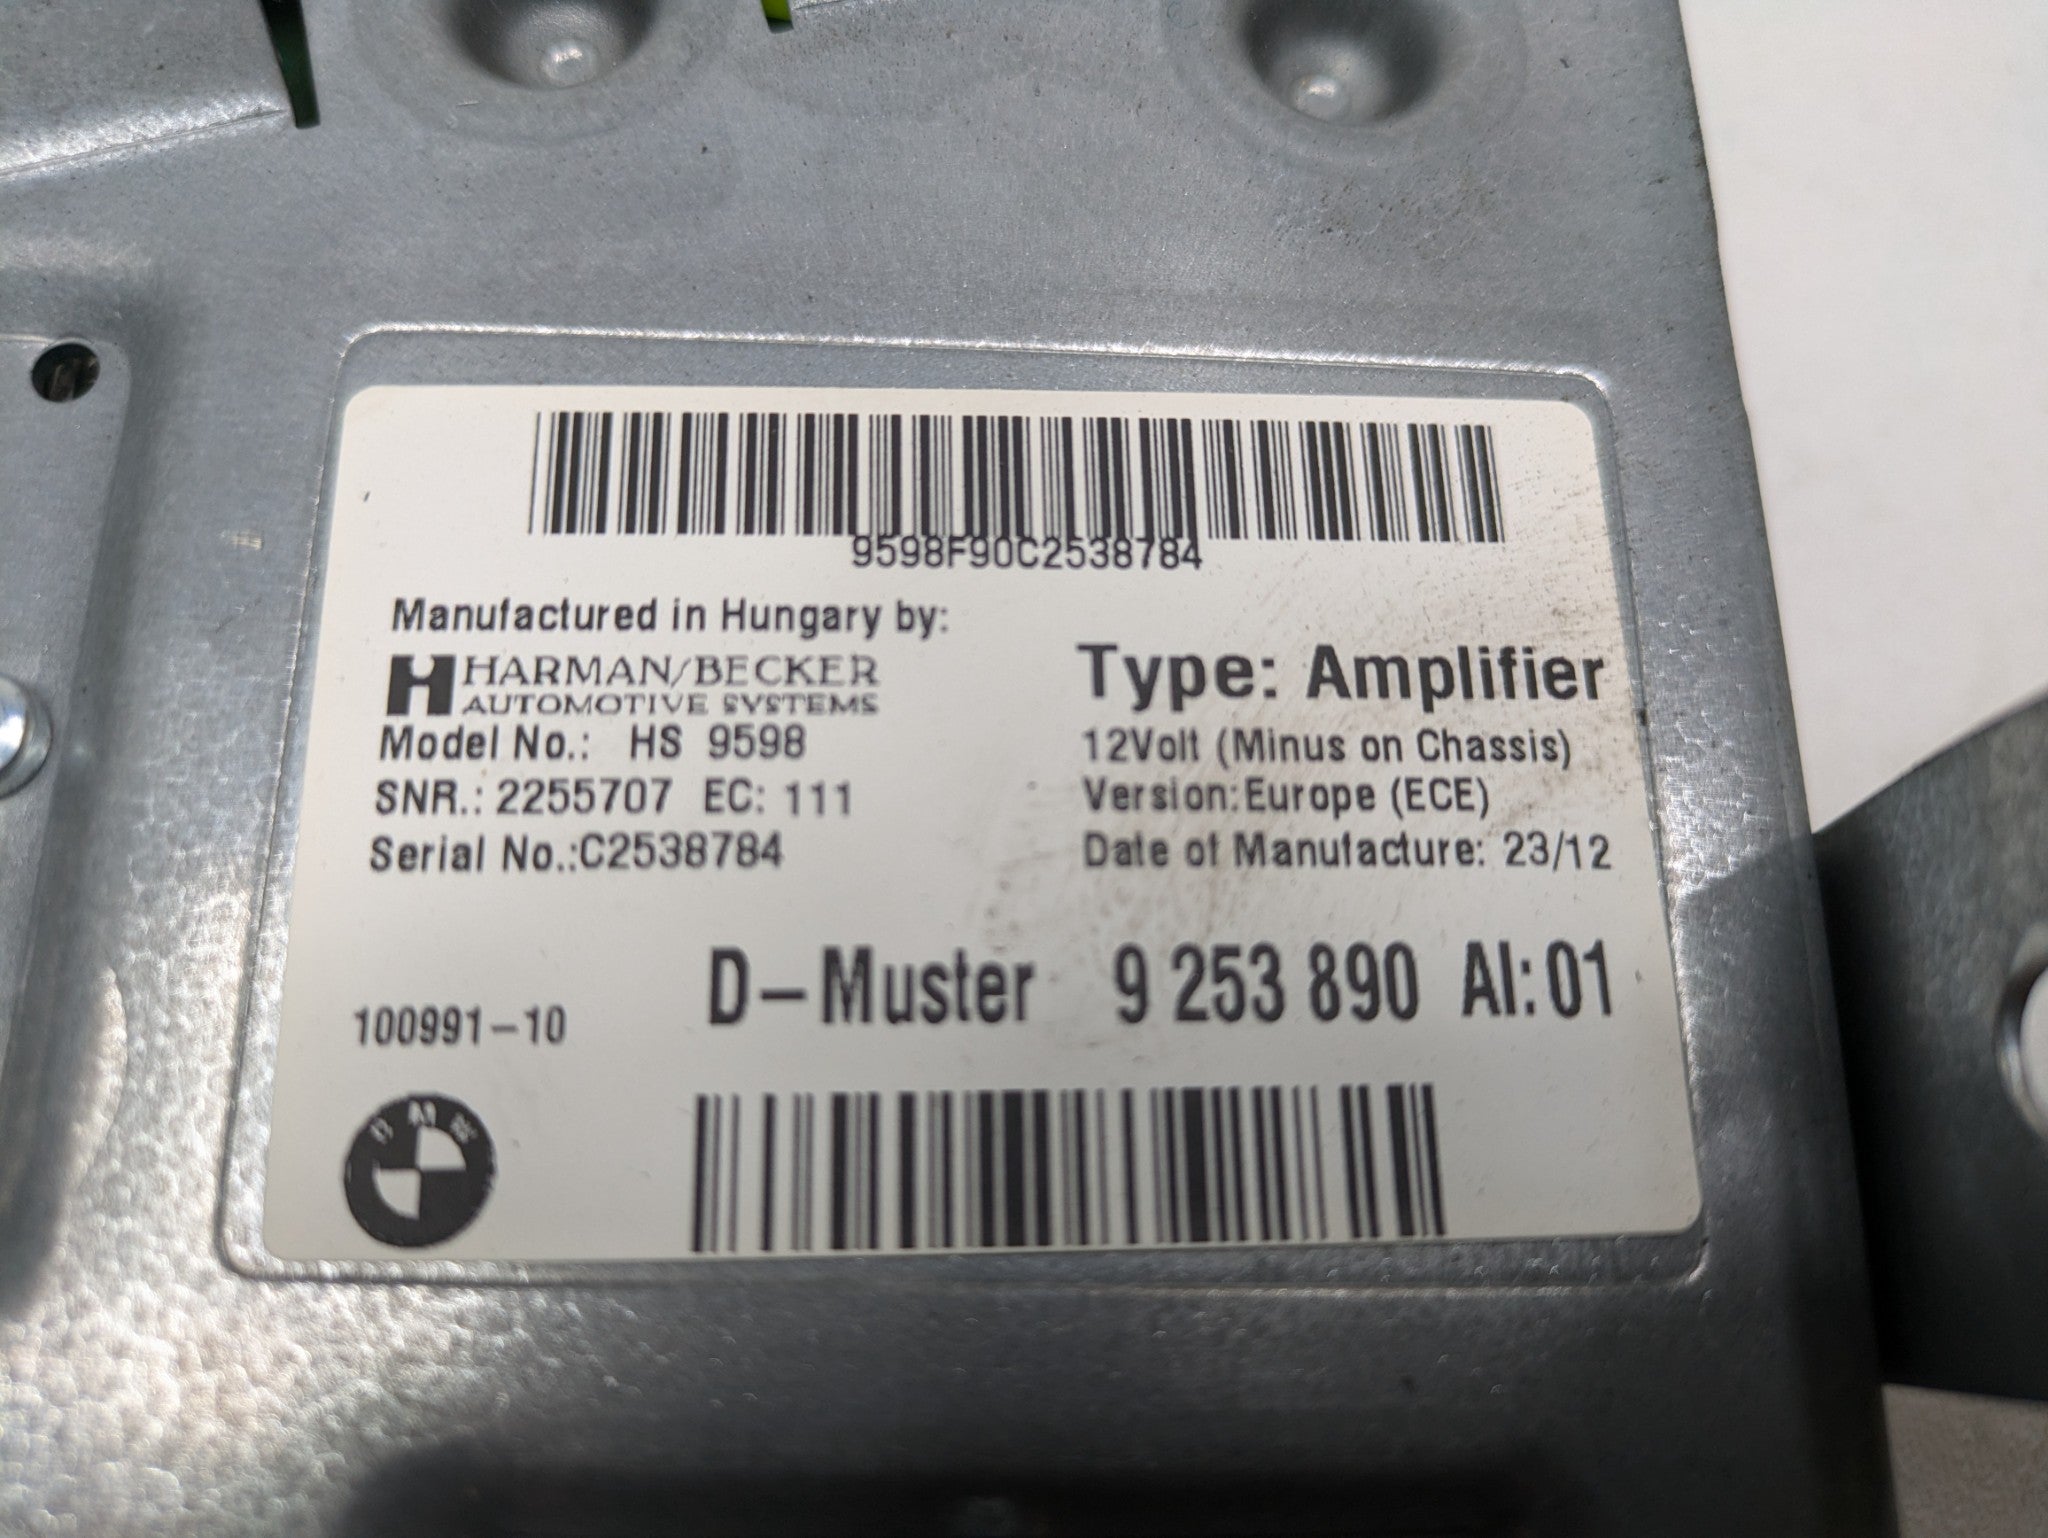 9598F90C2538784
Manufactured in Hungary by:
HARMAN/BECKER
AUTOMOTIVE SYSTEMS
Model No.: HS 9598
SNR.: 2255707 EC: 111
Serial No.:C2538784
Type: Amplifier
12Volt (Minus on Chassis)
Version:Europe (ECE)
Date of Manufacture: 23/12
D-Muster 9 253 890 AI:01
100991-10
BMW